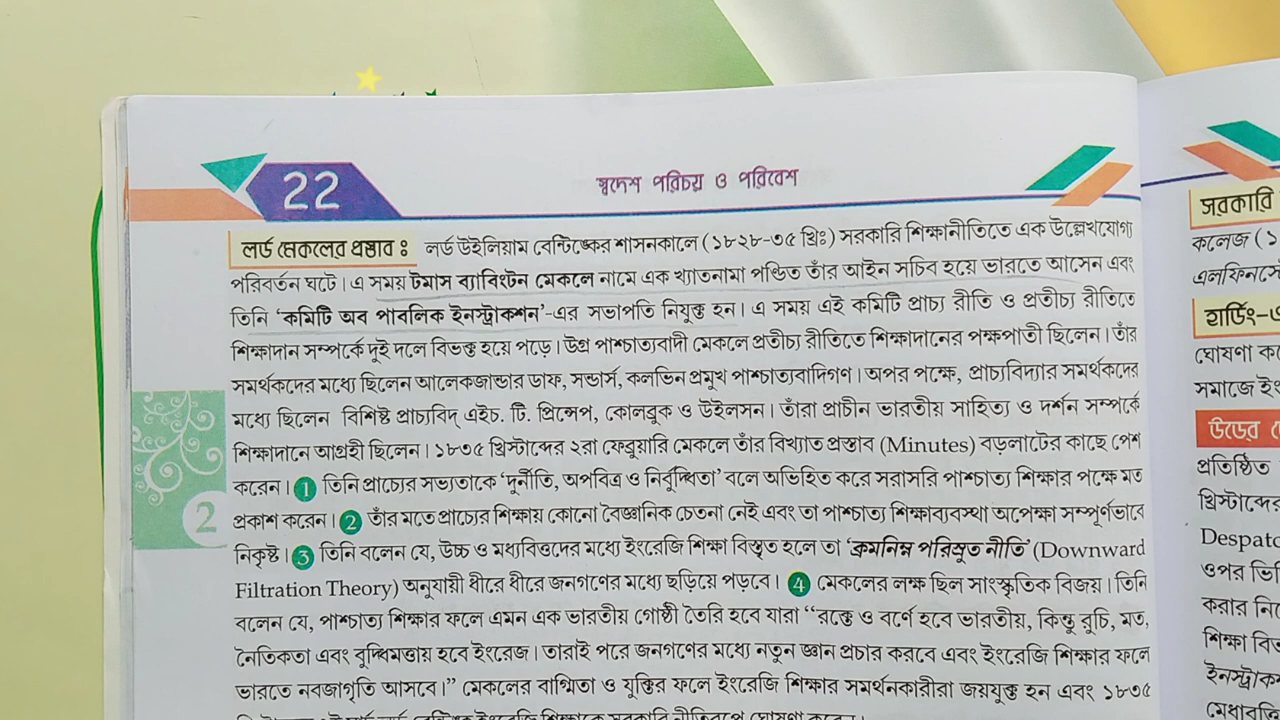 22
স্বদেশ পরিচয় ও পরিবেশ
লর্ড মেকলের প্রস্তাব ঃ লর্ড উইলিয়াম বেন্টিঙ্কের শাসনকালে (১৮২৮-৩৫ খ্রিঃ) সরকারি শিক্ষানীতিতে এক উল্লেখযোগ্য
পরিবর্তন ঘটে। এ সময় টমাস ব্যাবিংটন মেকলে নামে এক খ্যাতনামা পণ্ডিত তাঁর আইন সচিব হয়ে ভারতে আসেন এবং
তিনি ‘কমিটি অব পাবলিক ইনস্ট্রাকশন’-এর সভাপতি নিযুক্ত হন। এ সময় এই কমিটি প্রাচ্য রীতি ও প্রতীচ্য রীতিতে
শিক্ষাদান সম্পর্কে দুই দলে বিভক্ত হয়ে পড়ে। উগ্র পাশ্চাত্যবাদী মেকলে প্রতীচ্য রীতিতে শিক্ষাদানের পক্ষপাতী ছিলেন। তাঁর
সমর্থকদের মধ্যে ছিলেন আলেকজান্ডার ডাফ, সন্ডার্স, কলভিন প্রমুখ পাশ্চাত্যবাদিগণ। অপর পক্ষে, প্রাচ্যবিদ্যার সমর্থকদের
মধ্যে ছিলেন বিশিষ্ট প্রাচ্যবিদ্ এইচ. টি. প্রিন্সেপ, কোলব্রুক ও উইলসন। তাঁরা প্রাচীন ভারতীয় সাহিত্য ও দর্শন সম্পর্কে
শিক্ষাদানে আগ্রহী ছিলেন। ১৮৩৫ খ্রিস্টাব্দের ২রা ফেব্রুয়ারি মেকলে তাঁর বিখ্যাত প্রস্তাব (Minutes) বড়লাটের কাছে পেশ
করেন। 1 তিনি প্রাচ্যের সভ্যতাকে ‘দুর্নীতি, অপবিত্র ও নির্বুদ্ধিতা’ বলে অভিহিত করে সরাসরি পাশ্চাত্য শিক্ষার পক্ষে মত
2
প্রকাশ করেন। 2 তাঁর মতে প্রাচ্যের শিক্ষায় কোনো বৈজ্ঞানিক চেতনা নেই এবং তা পাশ্চাত্য শিক্ষাব্যবস্থা অপেক্ষা সম্পূর্ণভাবে
নিকৃষ্ট। 3 তিনি বলেন যে, উচ্চ ও মধ্যবিত্তদের মধ্যে ইংরেজি শিক্ষা বিস্তৃত হলে তা ‘ক্রমনিম্ন পরিস্রুত নীতি’ (Downward
Filtration Theory) অনুযায়ী ধীরে ধীরে জনগণের মধ্যে ছড়িয়ে পড়বে। 4 মেকলের লক্ষ ছিল সাংস্কৃতিক বিজয়। তিনি
বলেন যে, পাশ্চাত্য শিক্ষার ফলে এমন এক ভারতীয় গোষ্ঠী তৈরি হবে যারা “রক্তে ও বর্ণে হবে ভারতীয়, কিন্তু রুচি, মত,
নৈতিকতা এবং বুদ্ধিমত্তায় হবে ইংরেজ। তারাই পরে জনগণের মধ্যে নতুন জ্ঞান প্রচার করবে এবং ইংরেজি শিক্ষার ফলে
ভারতে নবজাগৃতি আসবে।” মেকলের বাগ্মিতা ও যুক্তির ফলে ইংরেজি শিক্ষার সমর্থনকারীরা জয়যুক্ত হন এবং ১৮৩৫
সরকারি
কলেজ (১
এলফিনস্টে
হার্ডিং-
ঘোষণা ক
সমাজে ইং
উডের
প্রতিষ্ঠিত
খ্রিস্টাব্দের
Despatc
ওপর ভি
করার নি
শিক্ষা বিভ
ইনস্ট্রাক
মেধাবৃত্তি